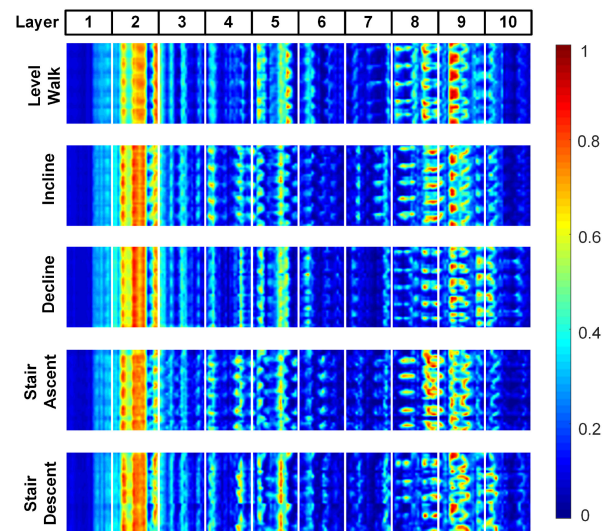 Layer 1 2 3 4 5 6 7 8 9 10
Level
Walk
Incline
Decline
Stair
Ascent
Stair
Descent
1
0.8
0.6
0.4
0.2
0